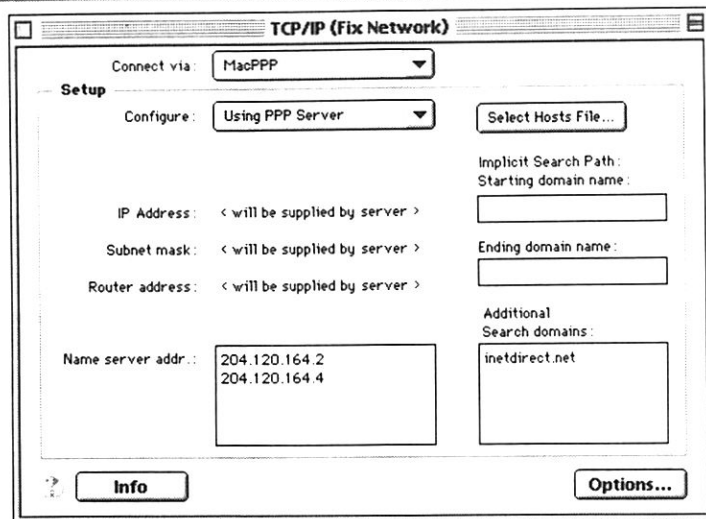 TCP/IP (Fix Network)
Connect via: MacPPP
Setup
Configure: Using PPP Server
Select Hosts File...
Implicit Search Path:
Starting domain name:
IP Address: < will be supplied by server >
Subnet mask: < will be supplied by server >
Ending domain name:
Router address: < will be supplied by server >
Additional
Search domains:
Name server addr.: 204.120.164.2
204.120.164.4
inetdirect.net
?
Info
Options...